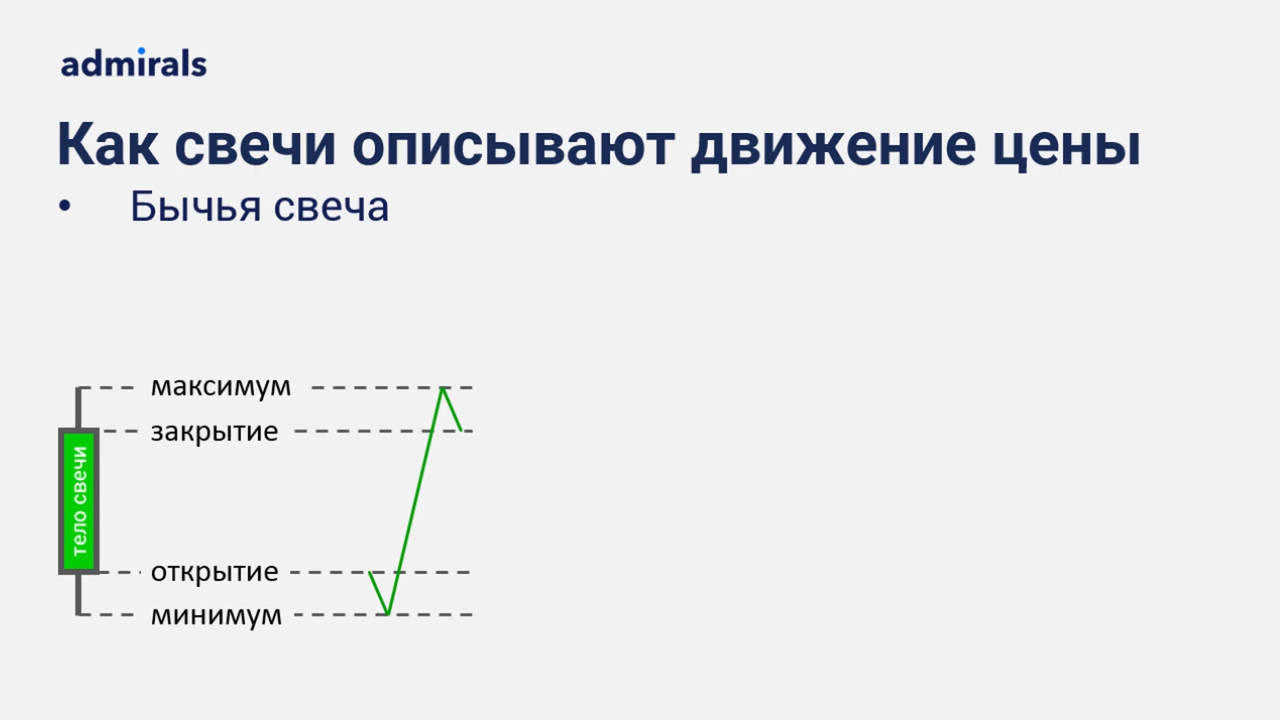 admirals
Как свечи описывают движение цены
• Бычья свеча
максимум
закрытие
тело свечи
открытие
минимум